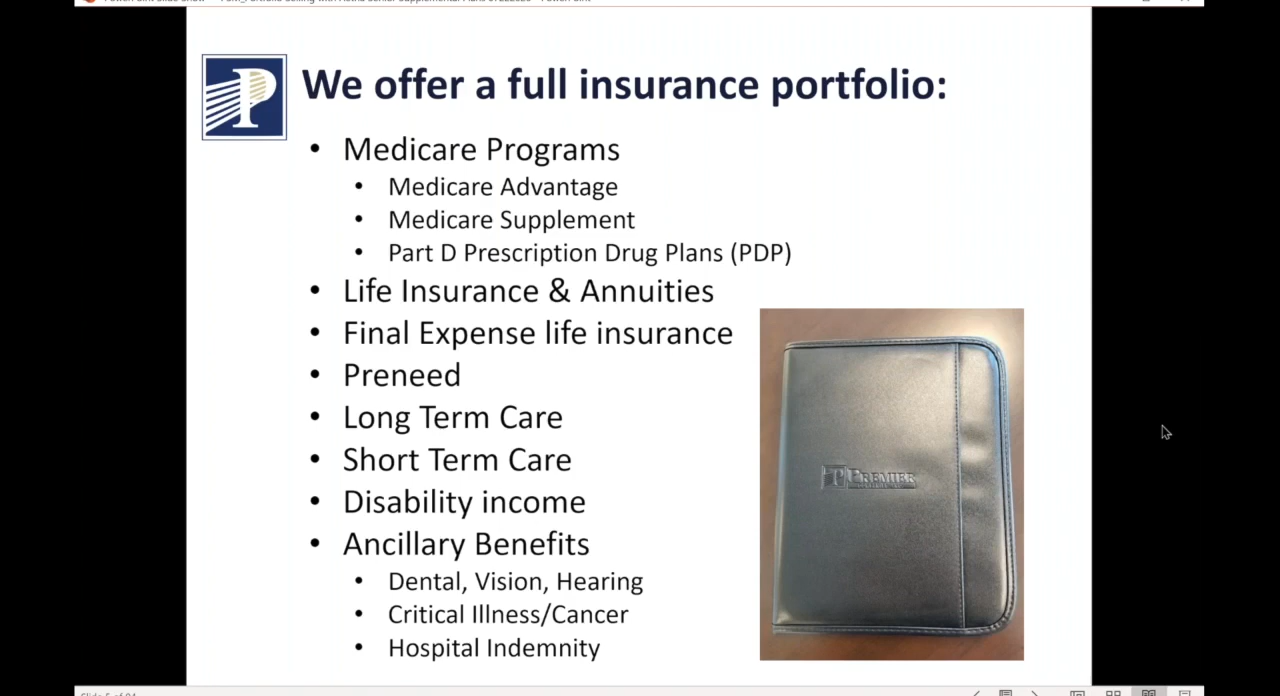 P
We offer a full insurance portfolio:
• Medicare Programs
• Medicare Advantage
• Medicare Supplement
• Part D Prescription Drug Plans (PDP)
• Life Insurance & Annuities
• Final Expense life insurance
• Preneed
• Long Term Care
• Short Term Care
• Disability income
• Ancillary Benefits
• Dental, Vision, Hearing
• Critical Illness/Cancer
• Hospital Indemnity
PREMIER